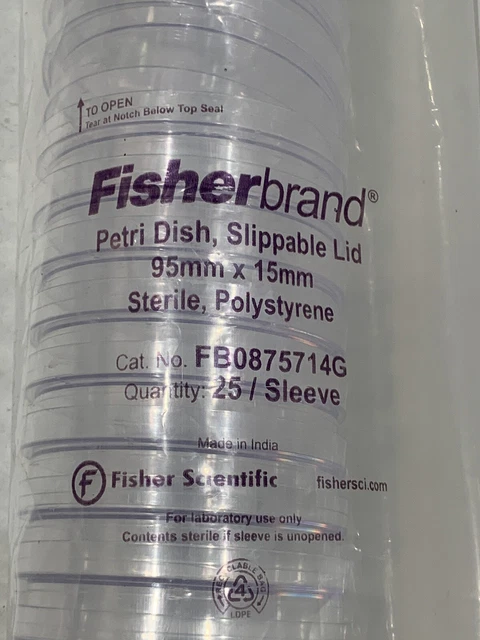 TO OPEN
Tear at Notch Below Top Seal
Fisherbrand®
Petri Dish, Slippable Lid
95mm x 15mm
Sterile, Polystyrene
Cat. No. FB0875714G
Quantity: 25 / Sleeve
Made in India
F Fisher Scientific fishersci.com
For laboratory use only
Contents sterile if sleeve is unopened.
RECYCLABLE BAG
4
LDPE